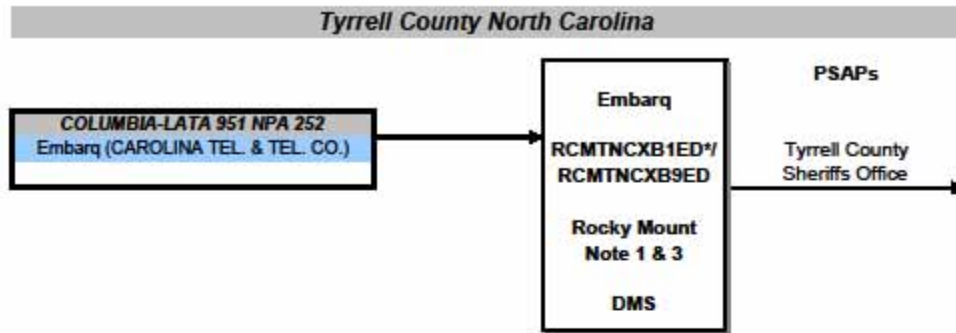 Tyrrell County North Carolina
COLUMBIA-LATA 951 NPA 252
Embarq (CAROLINA TEL. & TEL. CO.)
Embarq
RCMTNCXB1ED*/
RCMTNCXB9ED
Rocky Mount
Note 1 & 3
DMS
PSAPs
Tyrrell County
Sheriffs Office